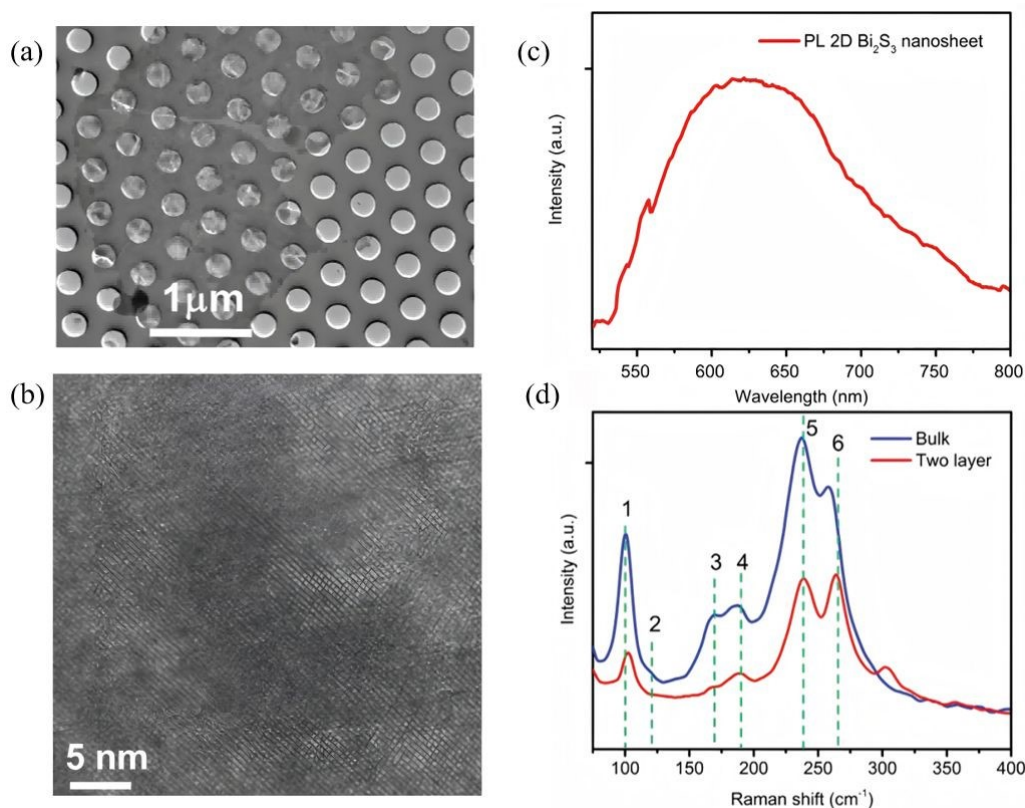 (a)
1μm
(b)
5 nm
(c)
PL 2D Bi₂S₃ nanosheet
Intensity (a.u.)
550 600 650 700 750 800
Wavelength (nm)
(d)
Bulk
Two layer
1
2
3
4
5
6
Intensity (a.u.)
100 150 200 250 300 350 400
Raman shift (cm⁻¹)